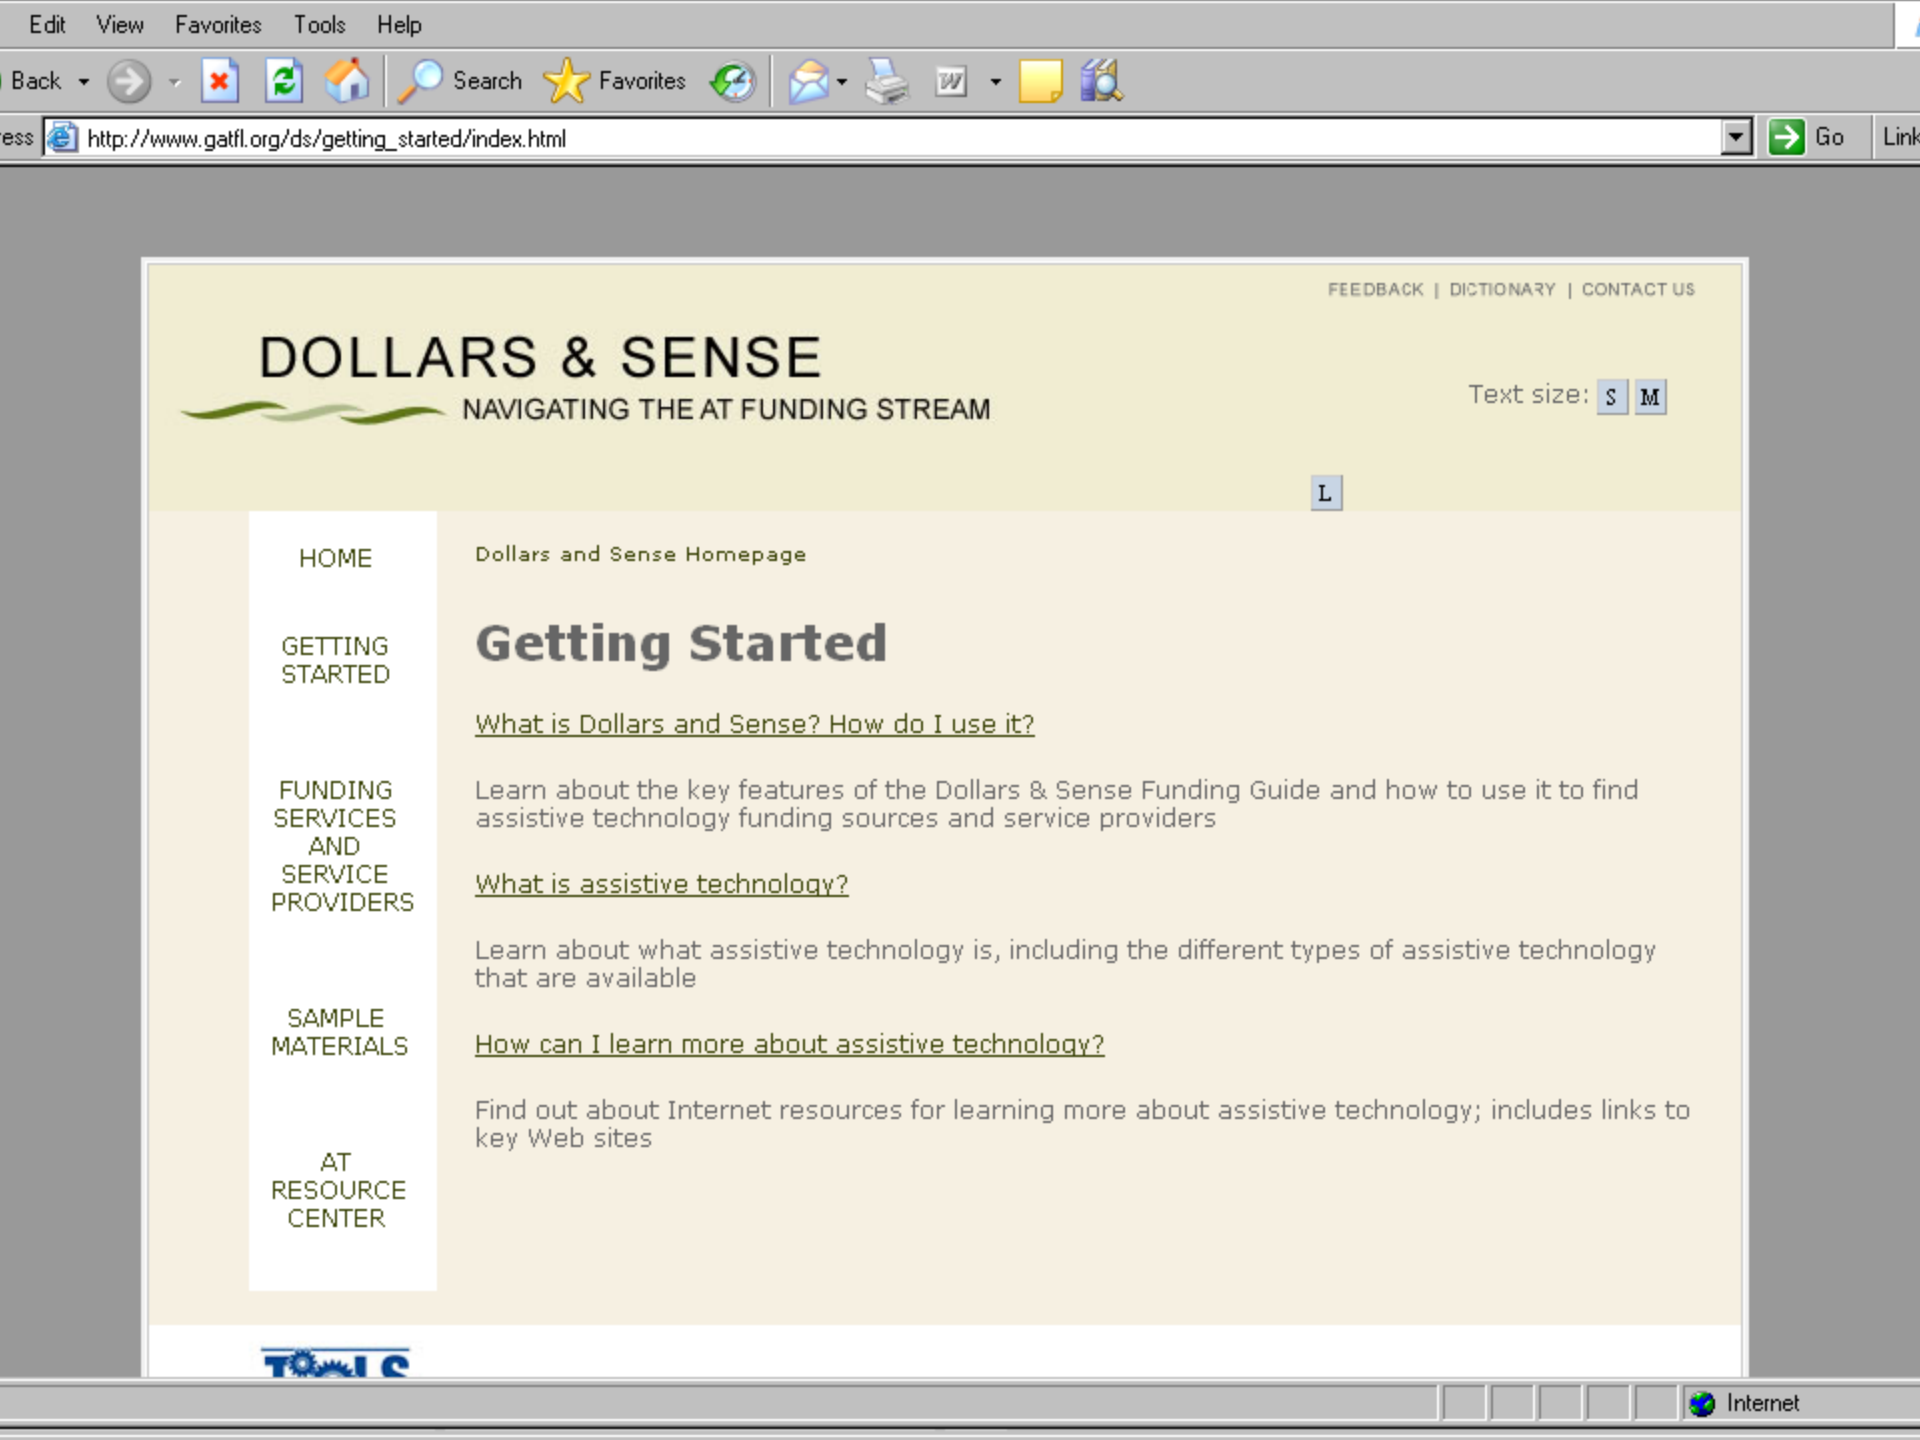 Edit View Favorites Tools Help
Back Search Favorites
ess http://www.gatfl.org/ds/getting_started/index.html Go Link
FEEDBACK | DICTIONARY | CONTACT US
DOLLARS & SENSE
NAVIGATING THE AT FUNDING STREAM
Text size: S M
L
HOME
GETTING
STARTED
FUNDING
SERVICES
AND
SERVICE
PROVIDERS
SAMPLE
MATERIALS
AT
RESOURCE
CENTER
Dollars and Sense Homepage
Getting Started
What is Dollars and Sense? How do I use it?
Learn about the key features of the Dollars & Sense Funding Guide and how to use it to find
assistive technology funding sources and service providers
What is assistive technology?
Learn about what assistive technology is, including the different types of assistive technology
that are available
How can I learn more about assistive technology?
Find out about Internet resources for learning more about assistive technology; includes links to
key Web sites
TOOLS
Internet